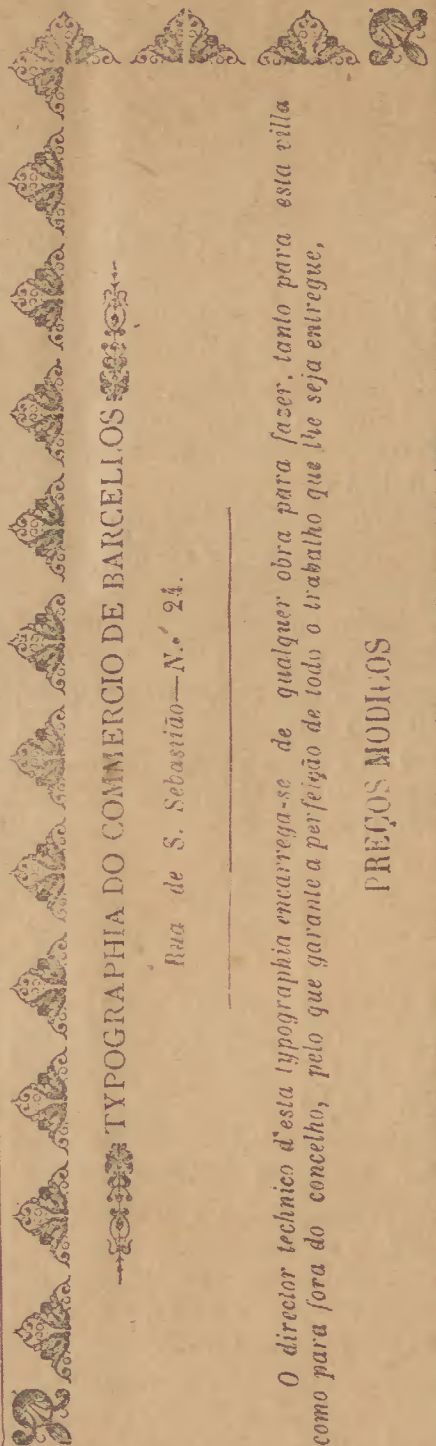 TYPOGRAPHIA DO COMMERCIO DE BARCELLOS
Rua de S. Sebastião—N.º 24.
O director technico d'esta typographia encarrega-se de qualquer obra para fazer, tanto para esta villa
como para fora do concelho, pelo que garante a perfeição de todo o trabalho que lhe seja entregue,
PREÇOS MODICOS